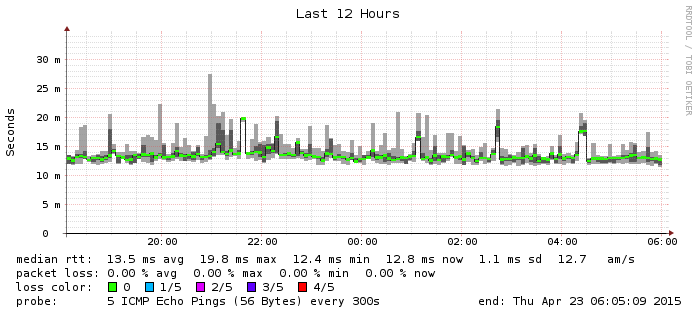 Last 12 Hours
RRDTOOL / TOBI OETIKER
Seconds
30 m
25 m
20 m
15 m
10 m
5 m
0
20:00 22:00 00:00 02:00 04:00 06:00
median rtt: 13.5 ms avg 19.8 ms max 12.4 ms min 12.8 ms now 1.1 ms sd 12.7 am/s
packet loss: 0.00 % avg 0.00 % max 0.00 % min 0.00 % now
loss color: 0 1/5 2/5 3/5 4/5
probe: 5 ICMP Echo Pings (56 Bytes) every 300s end: Thu Apr 23 06:05:09 2015